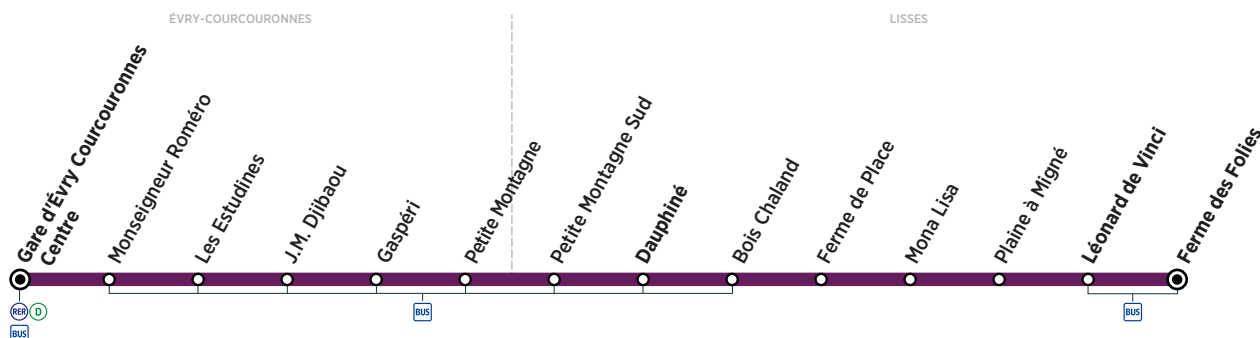 ÉVRY-COURCOURONNES
LISSES
Gare d'Évry Courcouronnes
Centre
Monseigneur Roméro
Les Estudines
J.M. Djibaou
Gaspéri
Petite Montagne
Petite Montagne Sud
Dauphiné
Bois Chaland
Ferme de Place
Mona Lisa
Plaine à Migné
Léonard de Vinci
Ferme des Folies
RER D
BUS
BUS
BUS